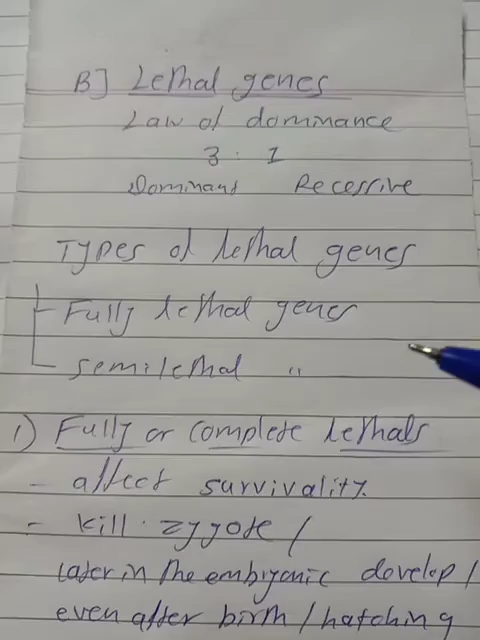 B] Lethal genes
Law of dominance
3 : 1
Dominant Recessive
Types of lethal genes
- Fully lethal genes
- semilethal "
1) Fully or complete lethals
- affect survivality.
- kill zygote /
later in the embryonic develop /
even after birth / hatching